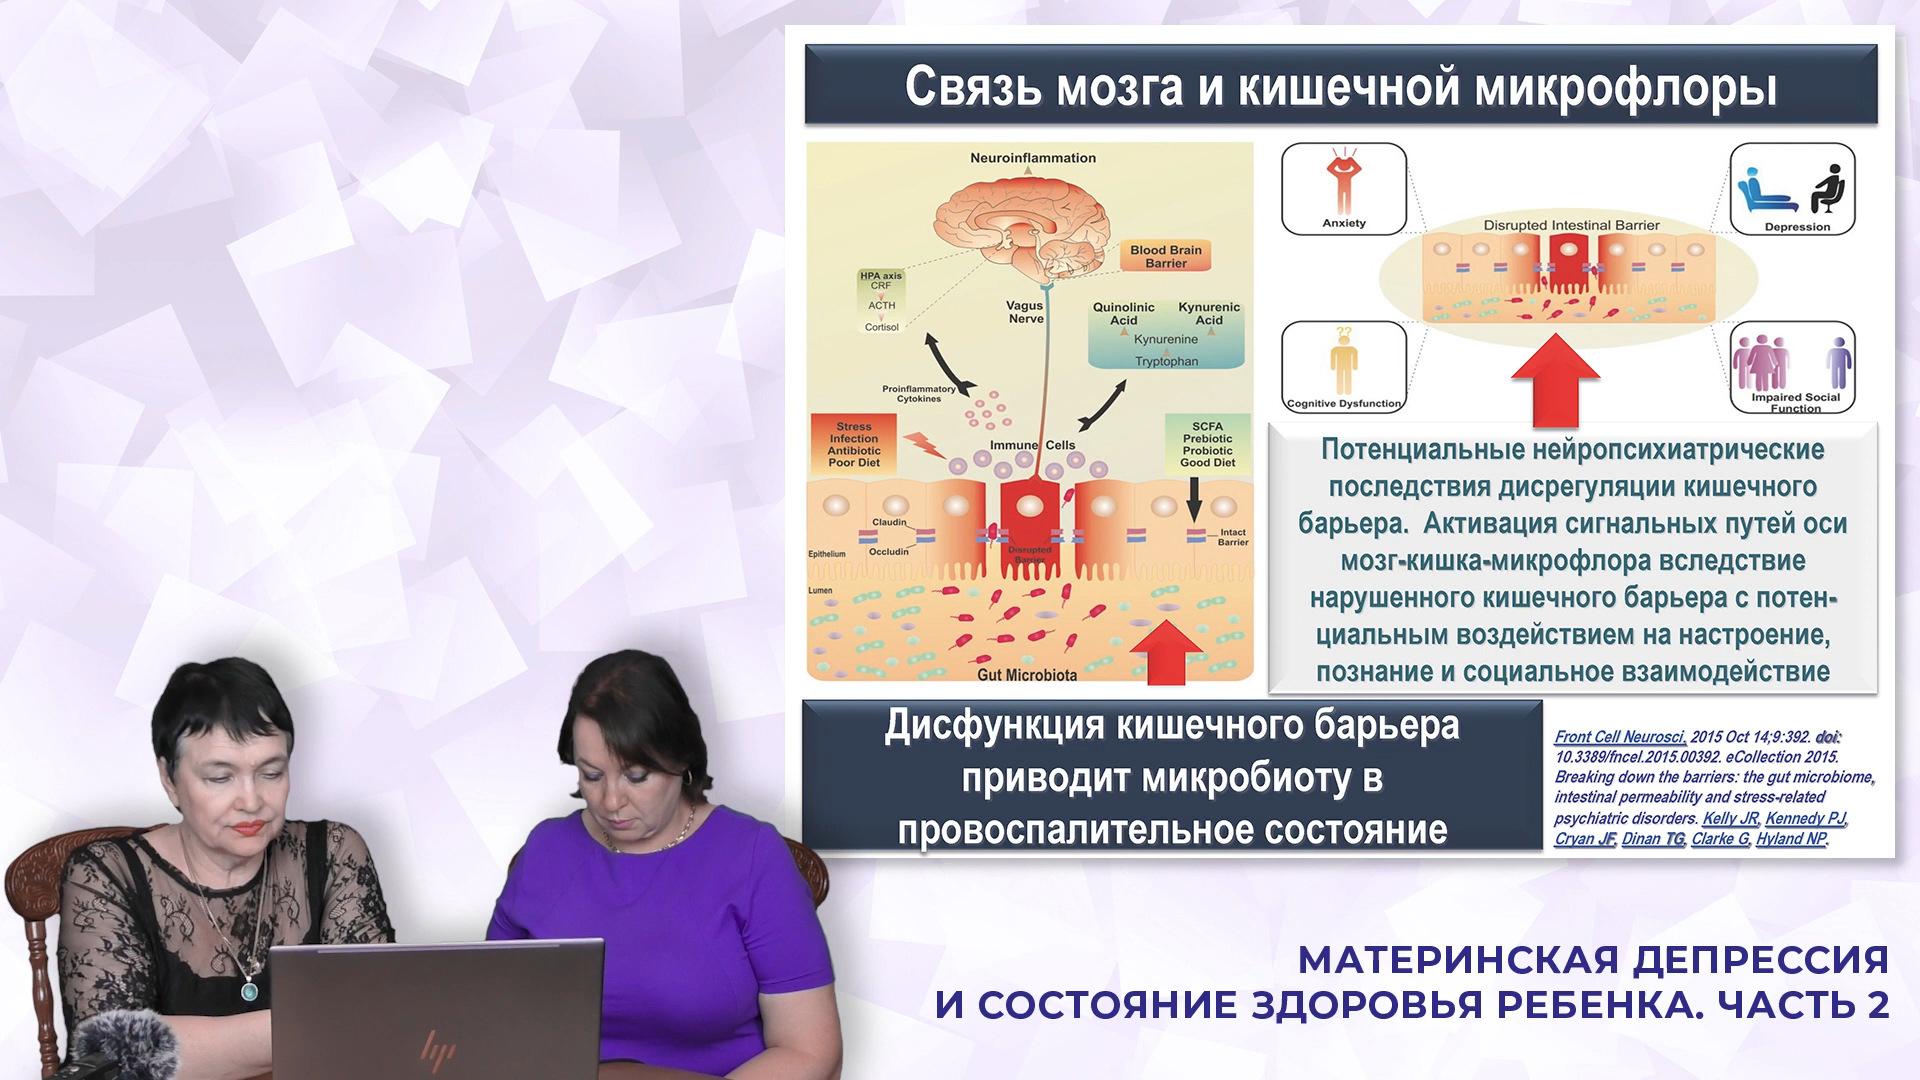 Связь мозга и кишечной микрофлоры
Neuroinflammation
Blood Brain
Barrier
HPA axis
CRF
ACTH
Cortisol
Vagus
Nerve
Quinolinic
Acid
Kynurenic
Acid
Kynurenine
Tryptophan
Proinflammatory
Cytokines
Stress
Infection
Antibiotic
Poor Diet
Immune Cells
SCFA
Prebiotic
Probiotic
Good Diet
Claudin
Occludin
Epithelium
Disrupted
Barrier
Intact
Barrier
Lumen
Gut Microbiota
Anxiety
Depression
Disrupted Intestinal Barrier
??
Cognitive Dysfunction
Impaired Social
Function
Потенциальные нейропсихиатрические
последствия дисрегуляции кишечного
барьера. Активация сигнальных путей оси
мозг-кишка-микрофлора вследствие
нарушенного кишечного барьера с потен-
циальным воздействием на настроение,
познание и социальное взаимодействие
Дисфункция кишечного барьера
приводит микробиоту в
провоспалительное состояние
Front Cell Neurosci. 2015 Oct 14;9:392. doi:
10.3389/fncel.2015.00392. eCollection 2015.
Breaking down the barriers: the gut microbiome,
intestinal permeability and stress-related
psychiatric disorders. Kelly JR, Kennedy PJ,
Cryan JF, Dinan TG, Clarke G, Hyland NP.
hp
МАТЕРИНСКАЯ ДЕПРЕССИЯ
И СОСТОЯНИЕ ЗДОРОВЬЯ РЕБЕНКА. ЧАСТЬ 2